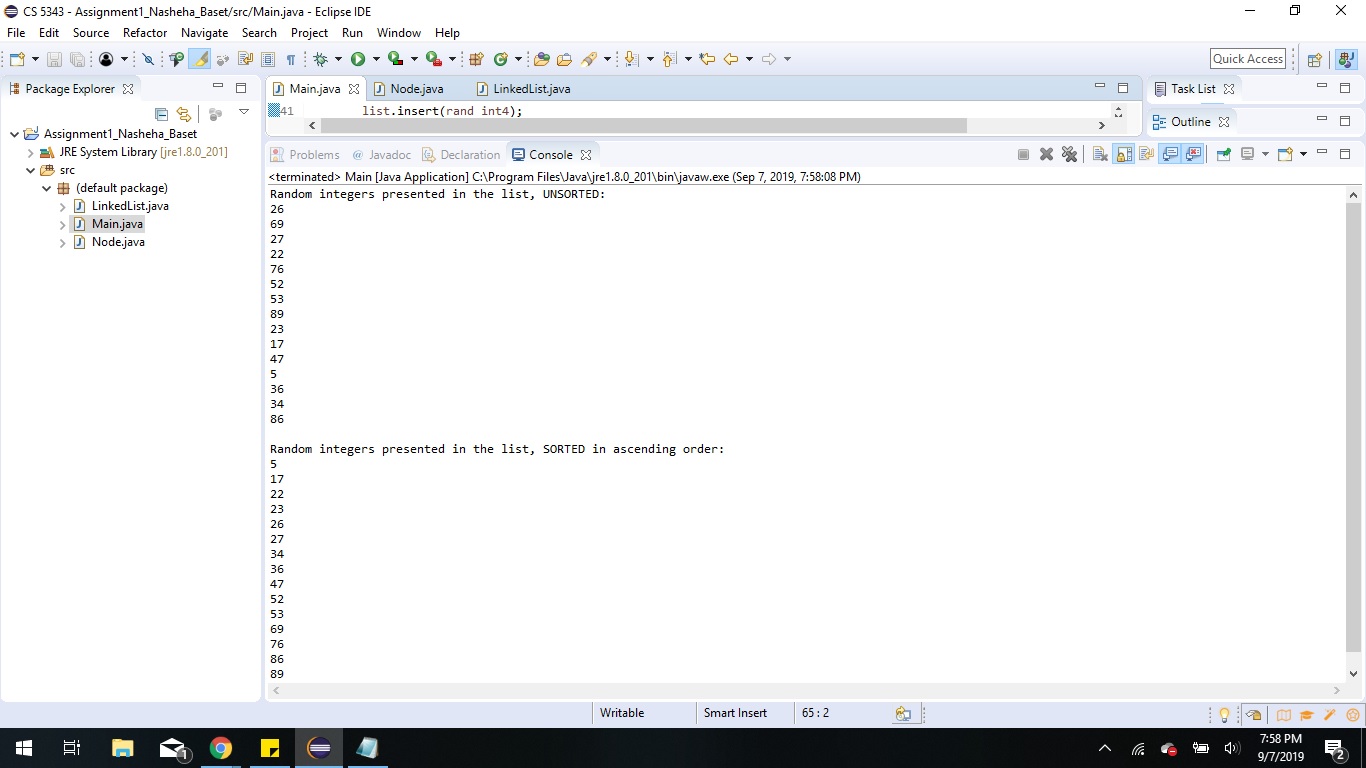 CS 5343 - Assignment1_Nasheha_Baset/src/Main.java - Eclipse IDE
File Edit Source Refactor Navigate Search Project Run Window Help
Quick Access
Package Explorer
Assignment1_Nasheha_Baset
JRE System Library [jre1.8.0_201]
src
(default package)
LinkedList.java
Main.java
Node.java
Main.java Node.java LinkedList.java
41 list.insert(rand int4);
Task List
Outline
Problems @ Javadoc Declaration Console
<terminated> Main [Java Application] C:\Program Files\Java\jre1.8.0_201\bin\javaw.exe (Sep 7, 2019, 7:58:08 PM)
Random integers presented in the list, UNSORTED:
26
69
27
22
76
52
53
89
23
17
47
5
36
34
86
Random integers presented in the list, SORTED in ascending order:
5
17
22
23
26
27
34
36
47
52
53
69
76
86
89
Writable Smart Insert 65 : 2
1
7:58 PM
9/7/2019
2